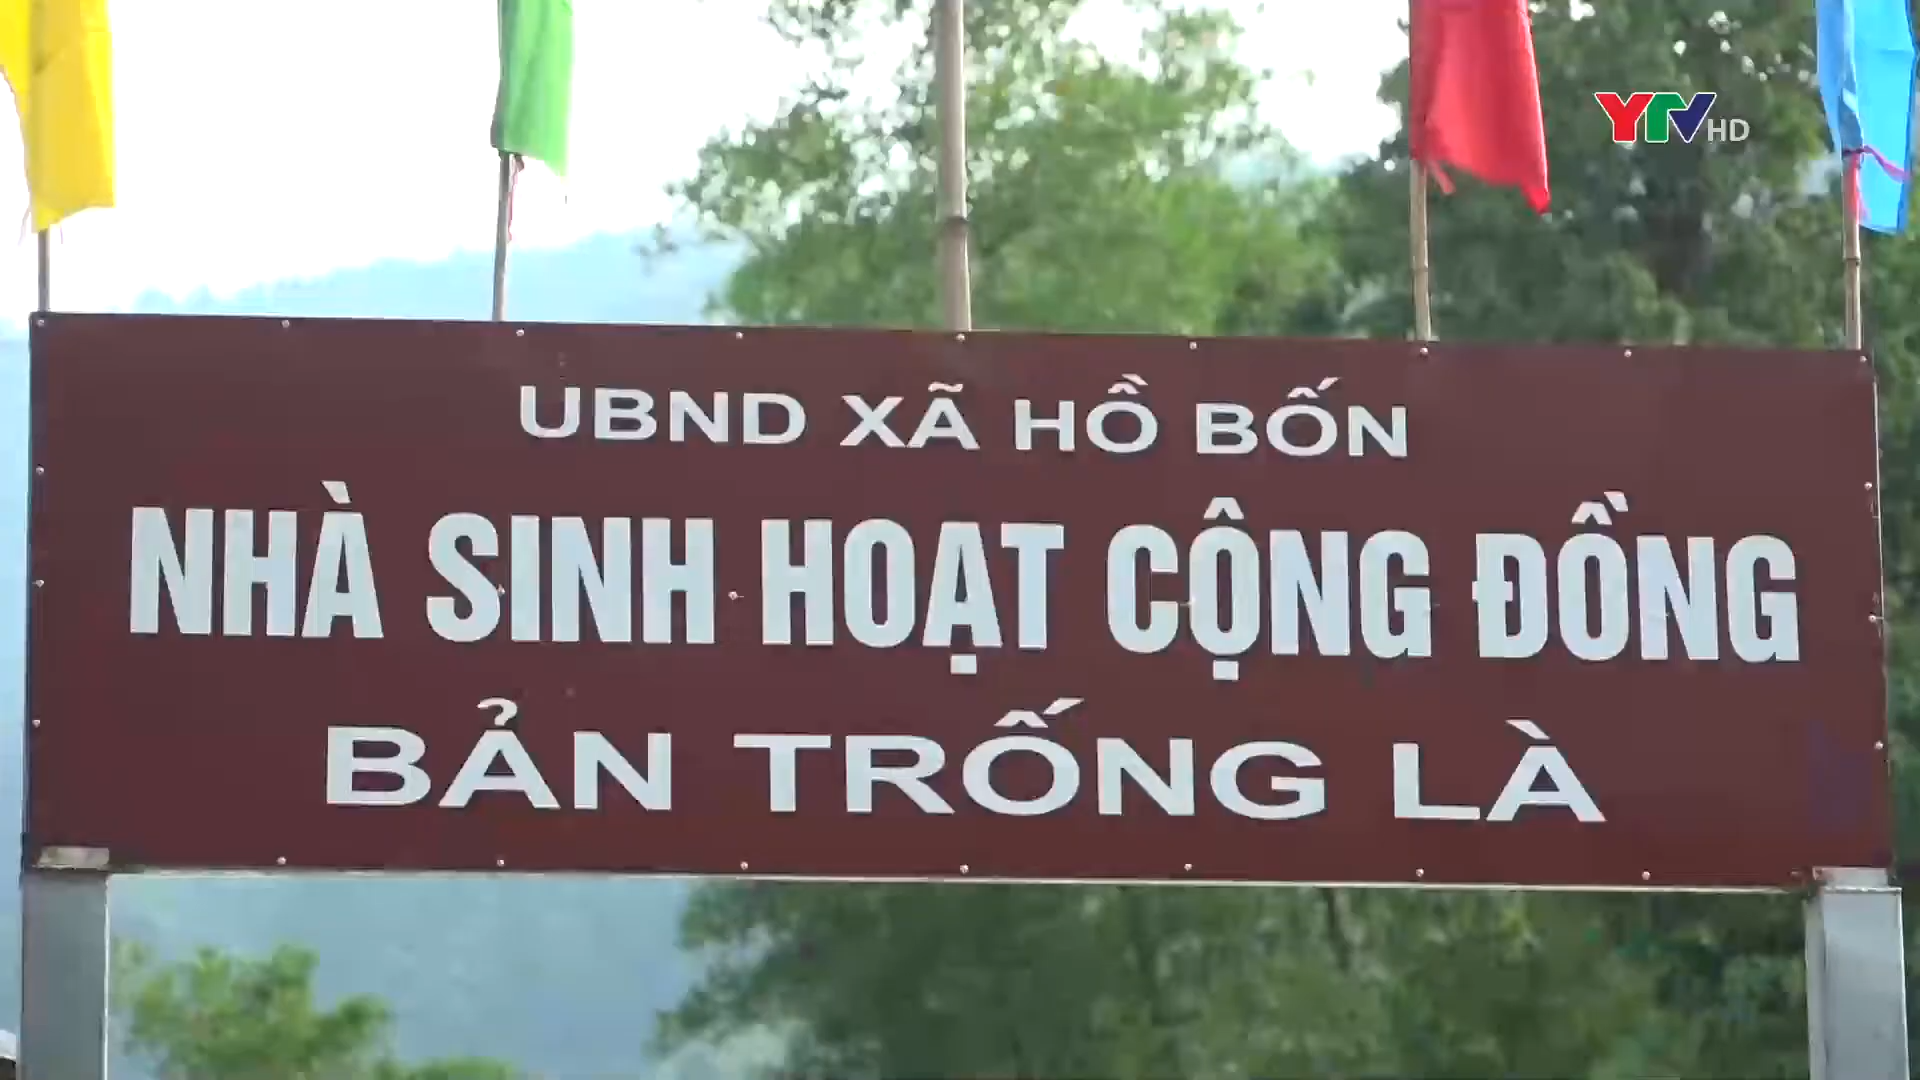 YTV HD
UBND XÃ HỒ BỐN
NHÀ SINH HOẠT CỘNG ĐỒNG
BẢN TRỐNG LÀ